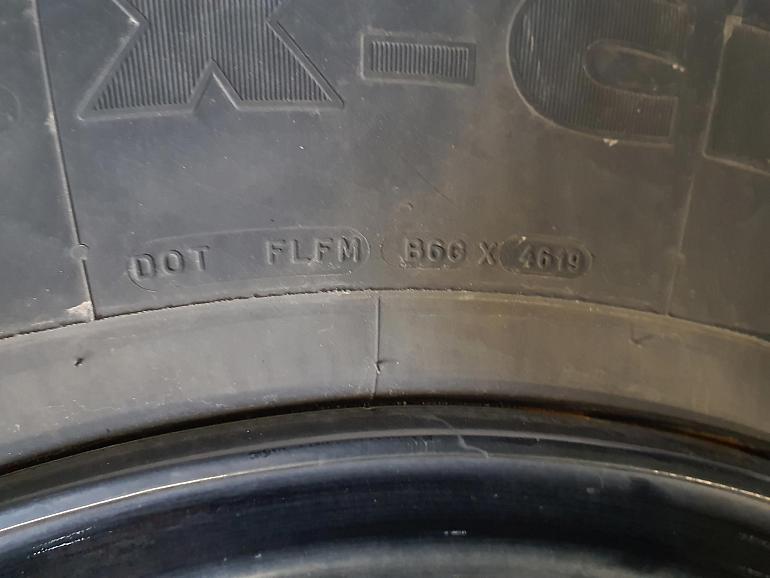 X-C
DOT FLFM B6G X 4619